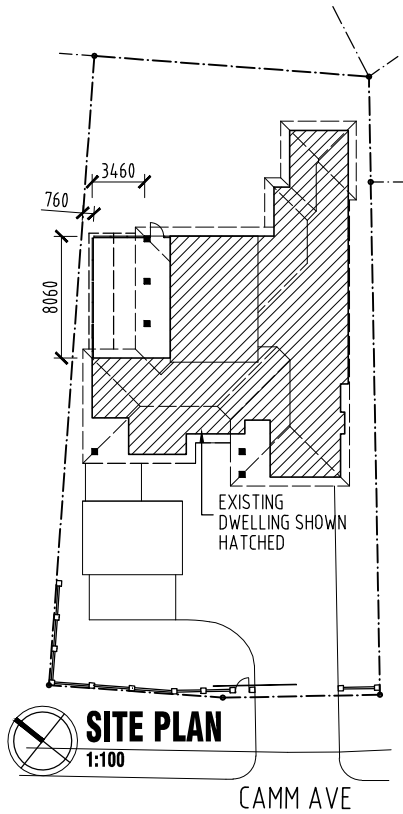 3460
760
8060
EXISTING
DWELLING SHOWN
HATCHED
SITE PLAN
1:100
CAMM AVE